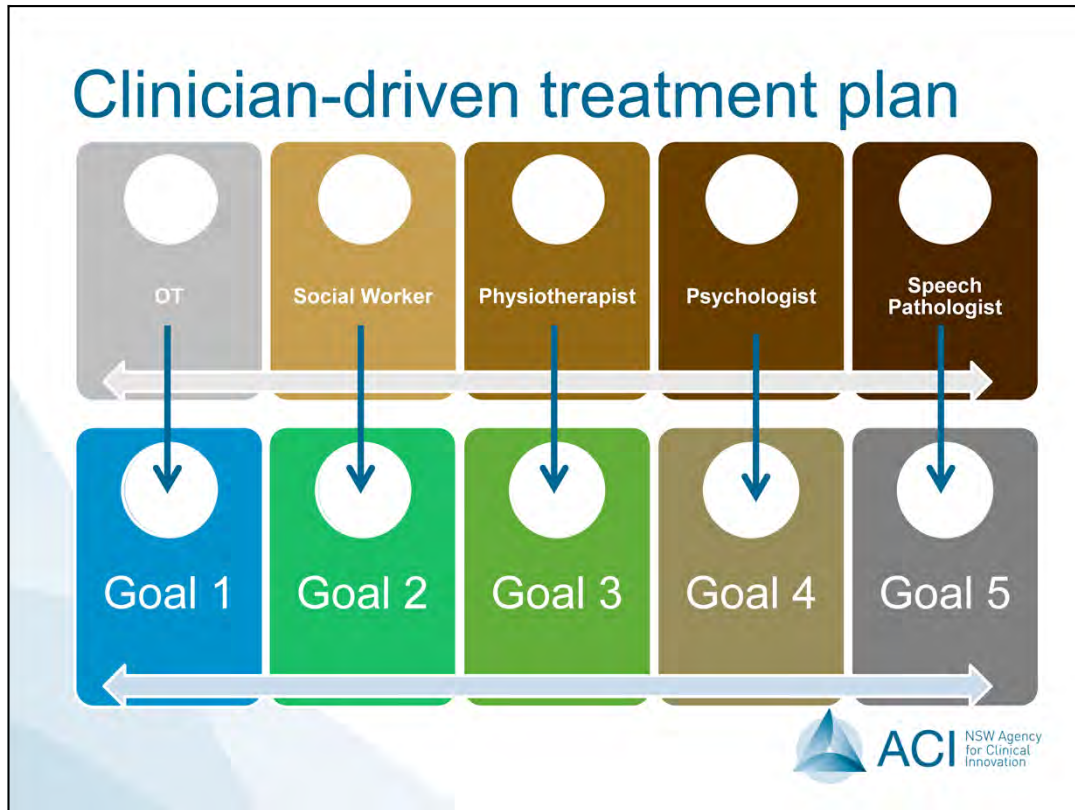 Clinician-driven treatment plan
OT
Social Worker
Physiotherapist
Psychologist
Speech
Pathologist
Goal 1
Goal 2
Goal 3
Goal 4
Goal 5
ACI
NSW Agency
for Clinical
Innovation